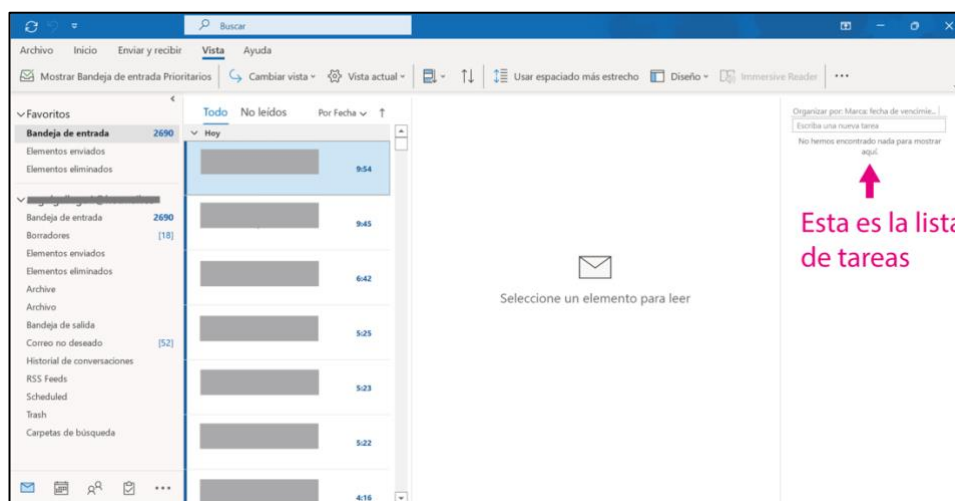 Buscar
Archivo Inicio Enviar y recibir Vista Ayuda
Mostrar Bandeja de entrada Prioritarios Cambiar vista Vista actual Usar espaciado más estrecho Diseño Immersive Reader ...
Favoritos
Bandeja de entrada 2690
Elementos enviados
Elementos eliminados
Bandeja de entrada 2690
Borradores [18]
Elementos enviados
Elementos eliminados
Archive
Archivo
Bandeja de salida
Correo no deseado [52]
Historial de conversaciones
RSS Feeds
Scheduled
Trash
Carpetas de búsqueda
Todo No leídos Por Fecha
Hoy
9:54
9:45
6:42
5:25
5:23
5:22
4:16
Seleccione un elemento para leer
Organizar por: Marca: fecha de vencimie...
Escriba una nueva tarea
No hemos encontrado nada para mostrar
aquí.
Esta es la lista
de tareas